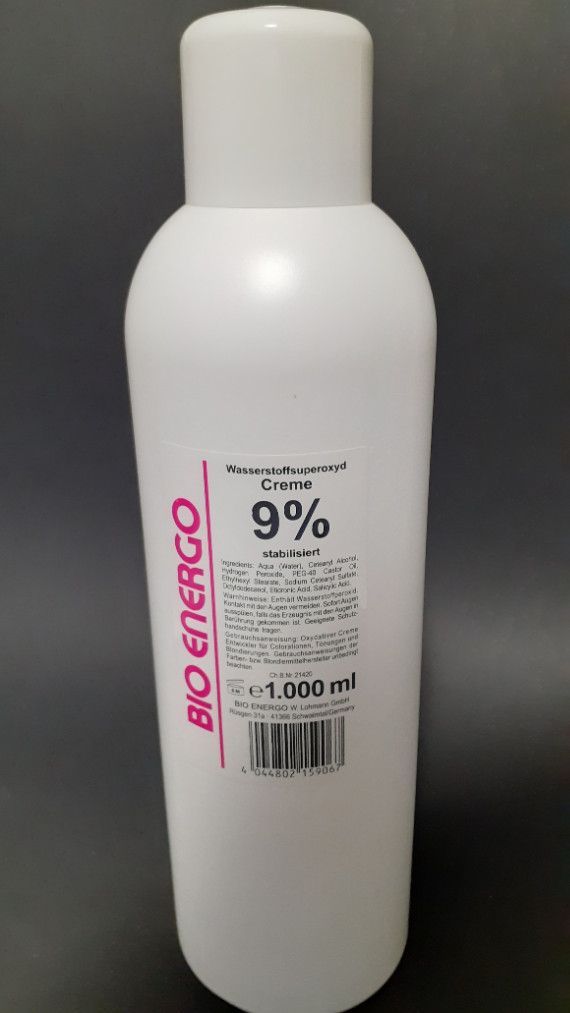 BIO ENERGO
Wasserstoffsuperoxyd
Creme
9%
stabilisiert
Ingredients: Aqua (Water), Cetearyl Alcohol,
Hydrogen Peroxide, PEG-40 Castor Oil,
Ethylhexyl Stearate, Sodium Cetearyl Sulfate,
Octyldodecanol, Etidronic Acid, Salicylic Acid.
Warnhinweise: Enthält Wasserstoffperoxid.
Kontakt mit den Augen vermeiden. Sofort Augen
ausspülen, falls das Erzeugnis mit den Augen in
Berührung gekommen ist. Geeignete Schutz-
handschuhe tragen.
Gebrauchsanweisung: Oxydativer Creme
Entwickler für Colorationen, Tönungen und
Blondierungen. Gebrauchsanweisungen der
Farben- bzw. Blondiermittelhersteller unbedingt
beachten.
Ch.B.Nr. 21420
6 M e 1.000 ml
BIO ENERGO W. Lohmann GmbH
41366 Schwalmtal/Germany
4 044802 159067